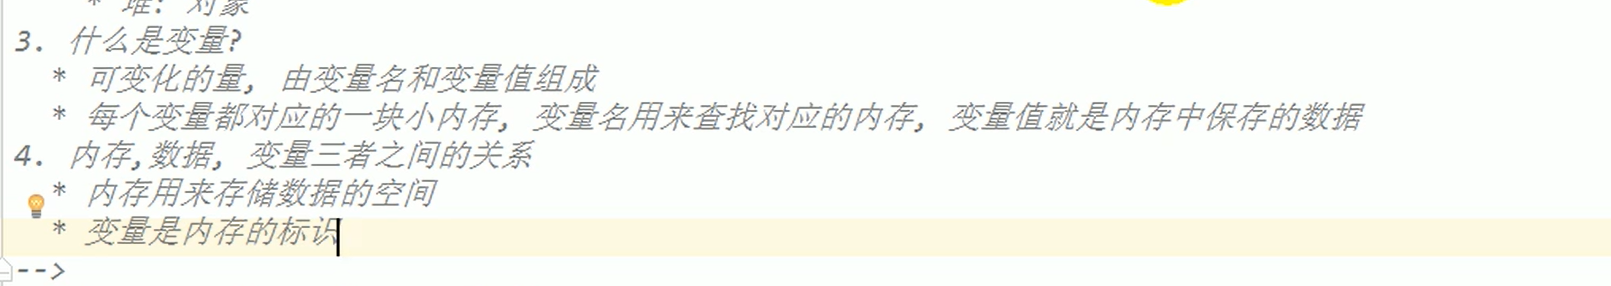 * 堆: 对象
3. 什么是变量?
* 可变化的量, 由变量名和变量值组成
* 每个变量都对应的一块小内存, 变量名用来查找对应的内存, 变量值就是内存中保存的数据
4. 内存,数据, 变量三者之间的关系
* 内存用来存储数据的空间
* 变量是内存的标识
-->